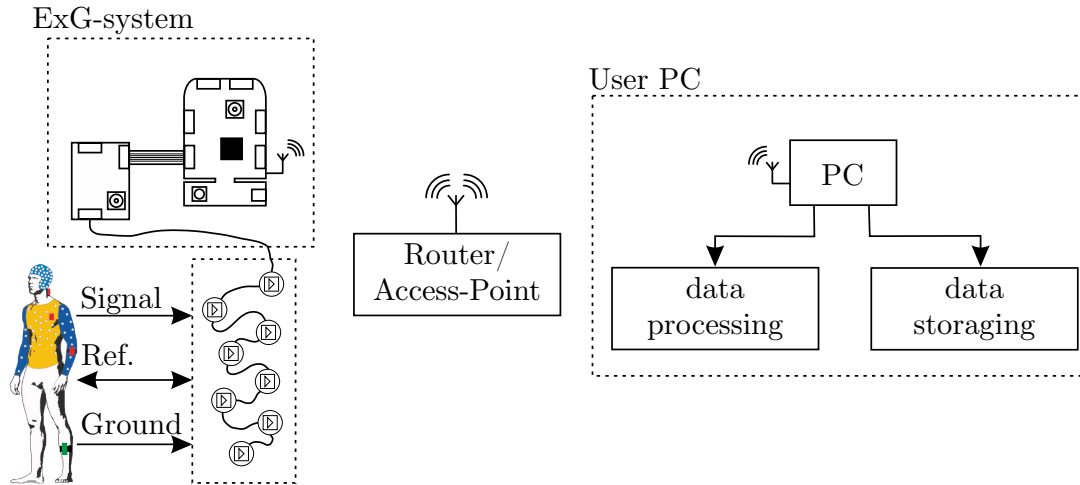 ExG-system
User PC
PC
Router/
Access-Point
data
processing
data
storaging
Signal
Ref.
Ground